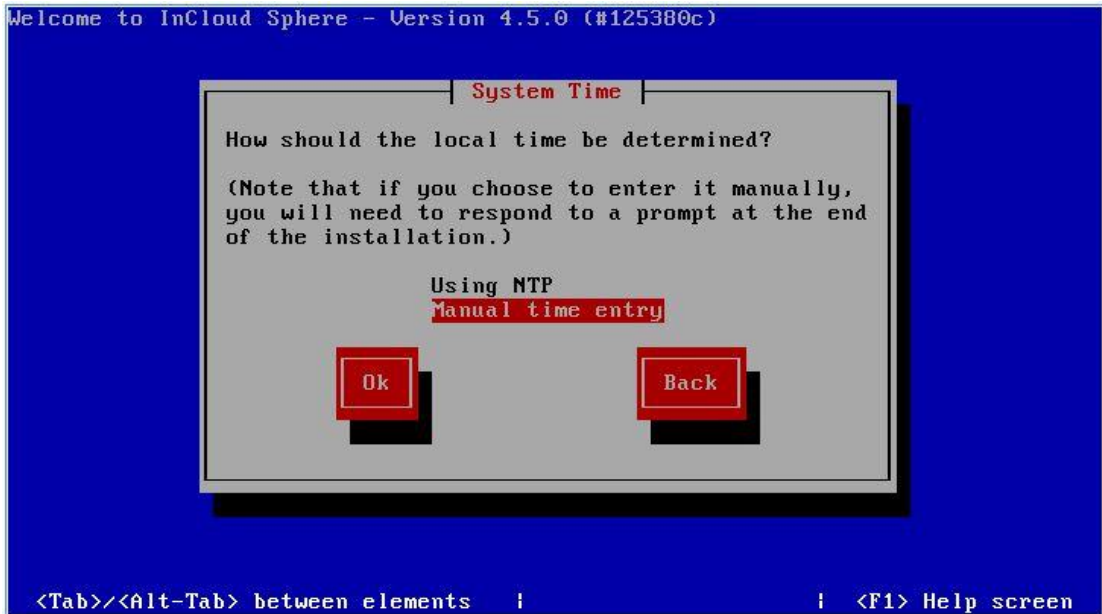 Welcome to InCloud Sphere - Version 4.5.0 (#125380c)
System Time
How should the local time be determined?
(Note that if you choose to enter it manually,
you will need to respond to a prompt at the end
of the installation.)
Using NTP
Manual time entry
Ok Back
<Tab>/<Alt-Tab> between elements | | <F1> Help screen